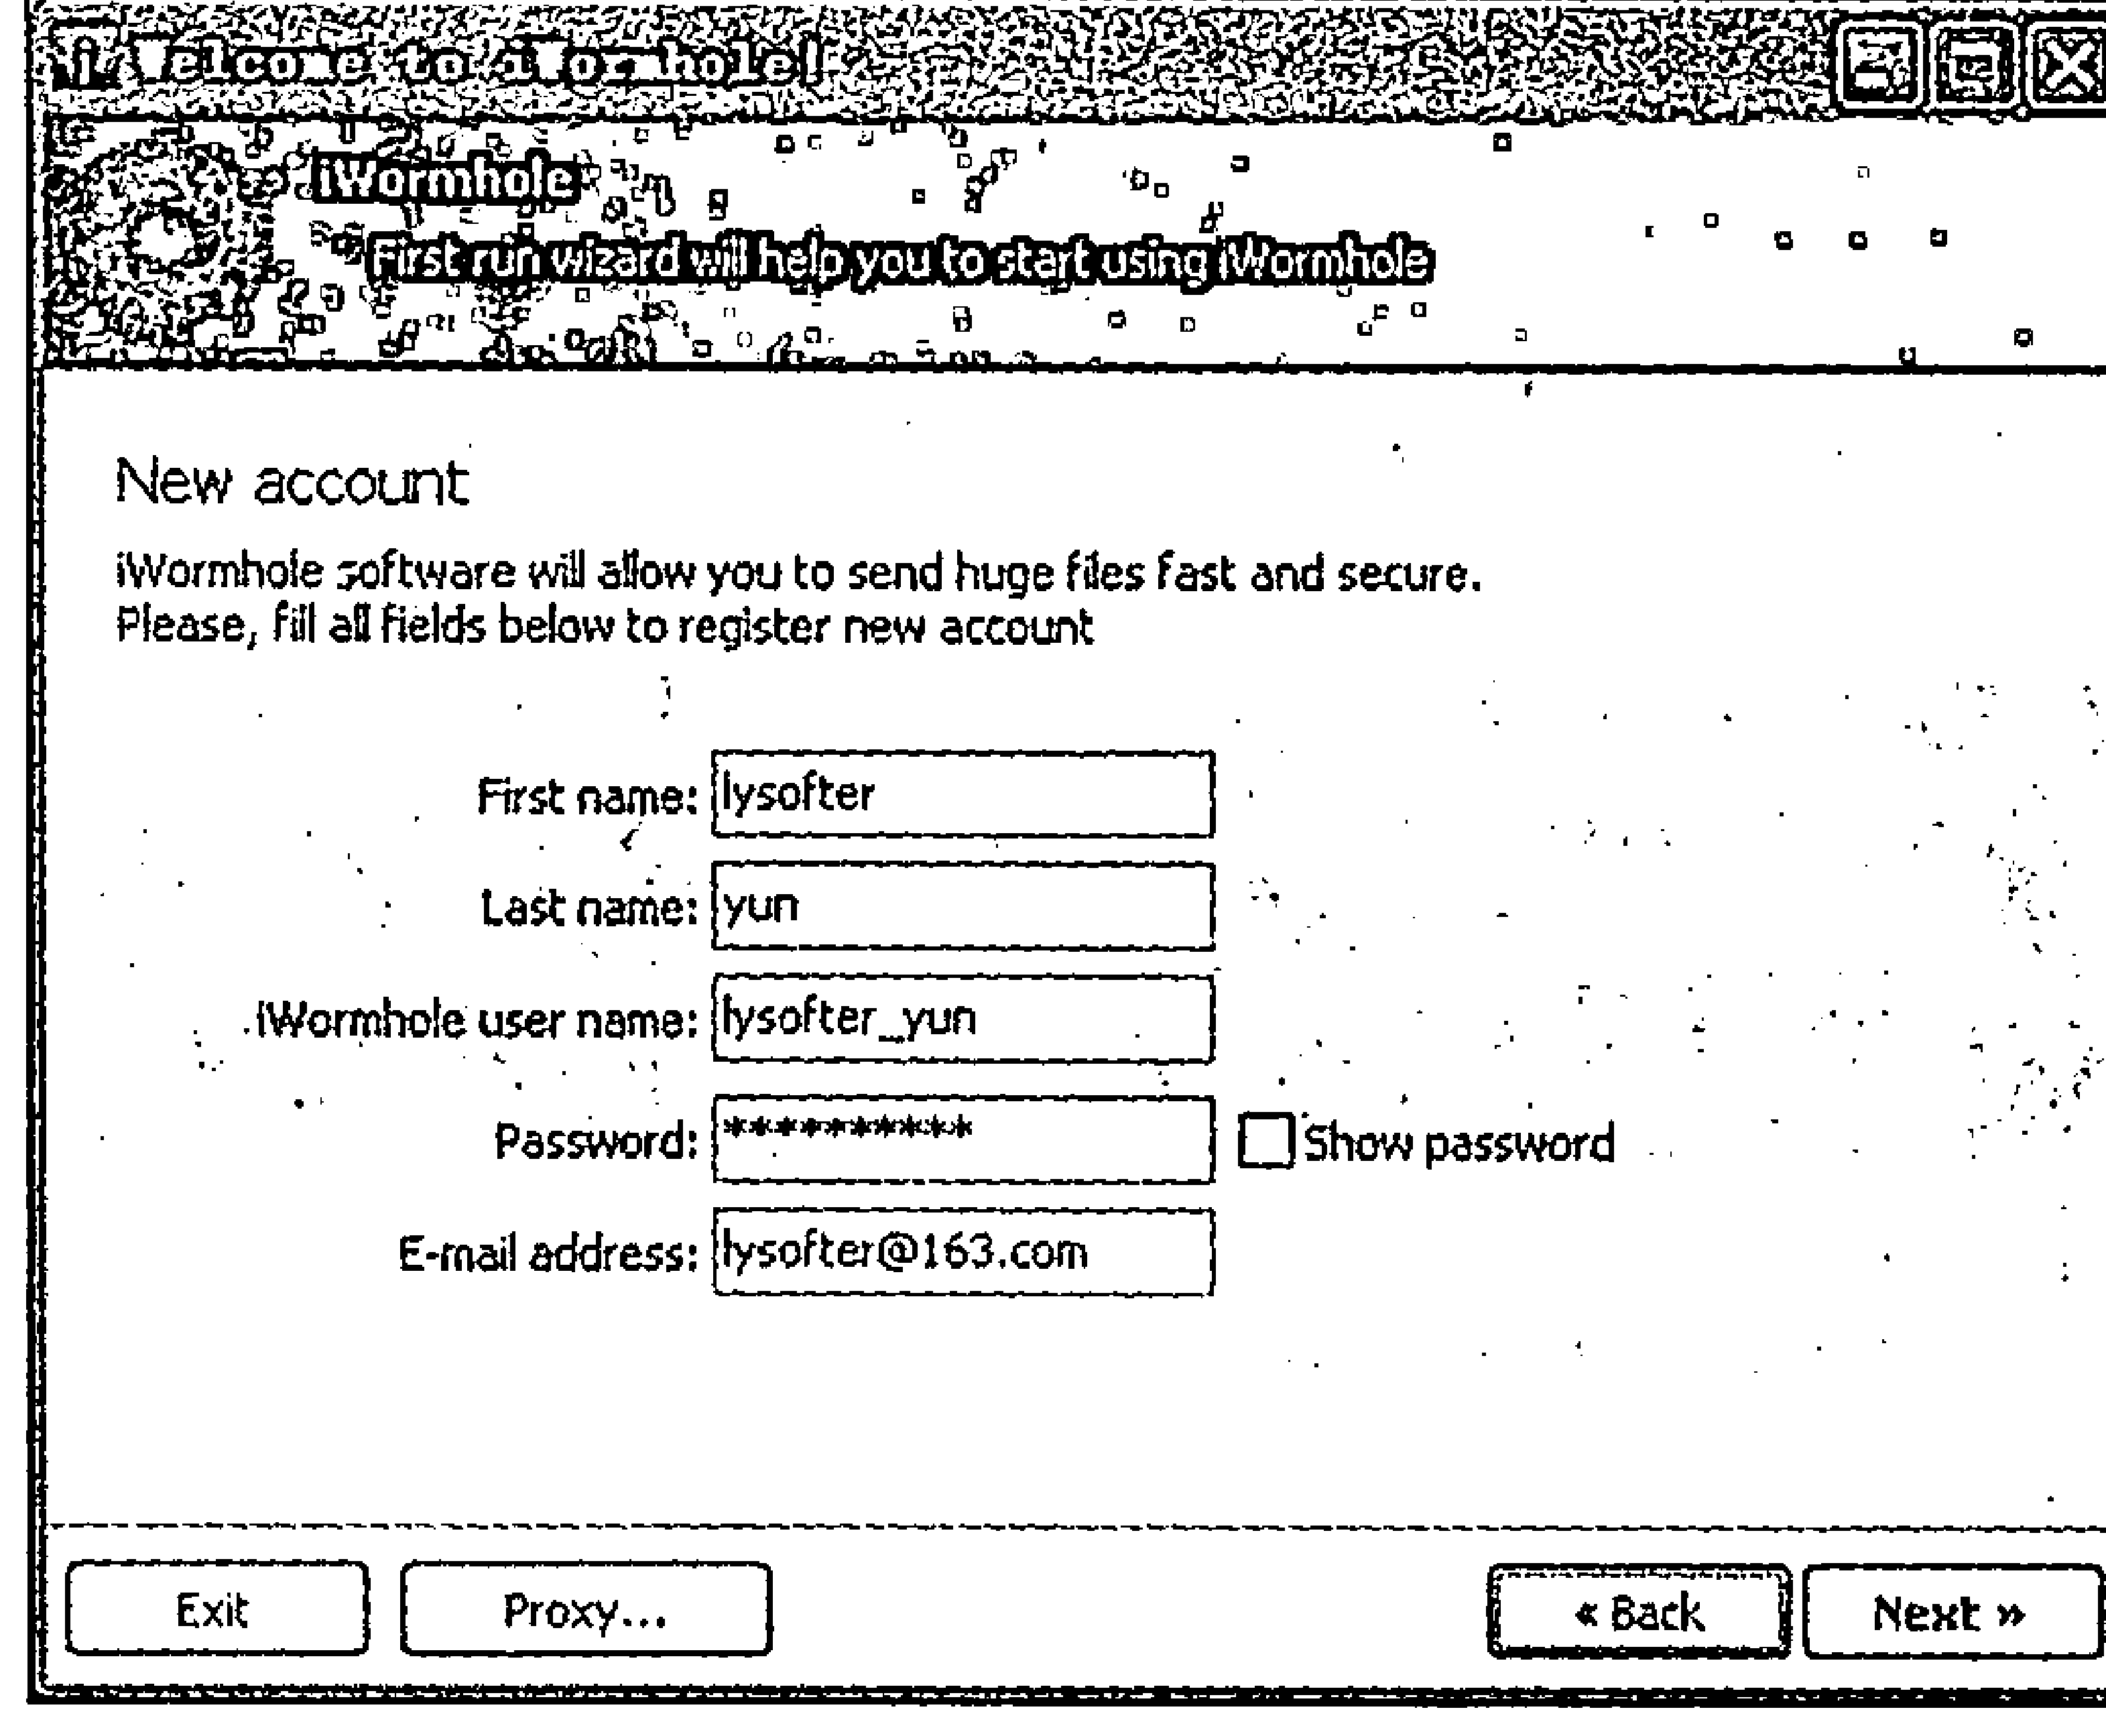 Welcome to iWormhole!
iWormhole
First run wizard will help you to start using iWormhole
New account
iWormhole software will allow you to send huge files fast and secure.
Please, fill all fields below to register new account
First name: lysofter
Last name: yun
iWormhole user name: lysofter_yun
Password: ********** Show password
E-mail address: lysofter@163.com
Exit Proxy... « Back Next »